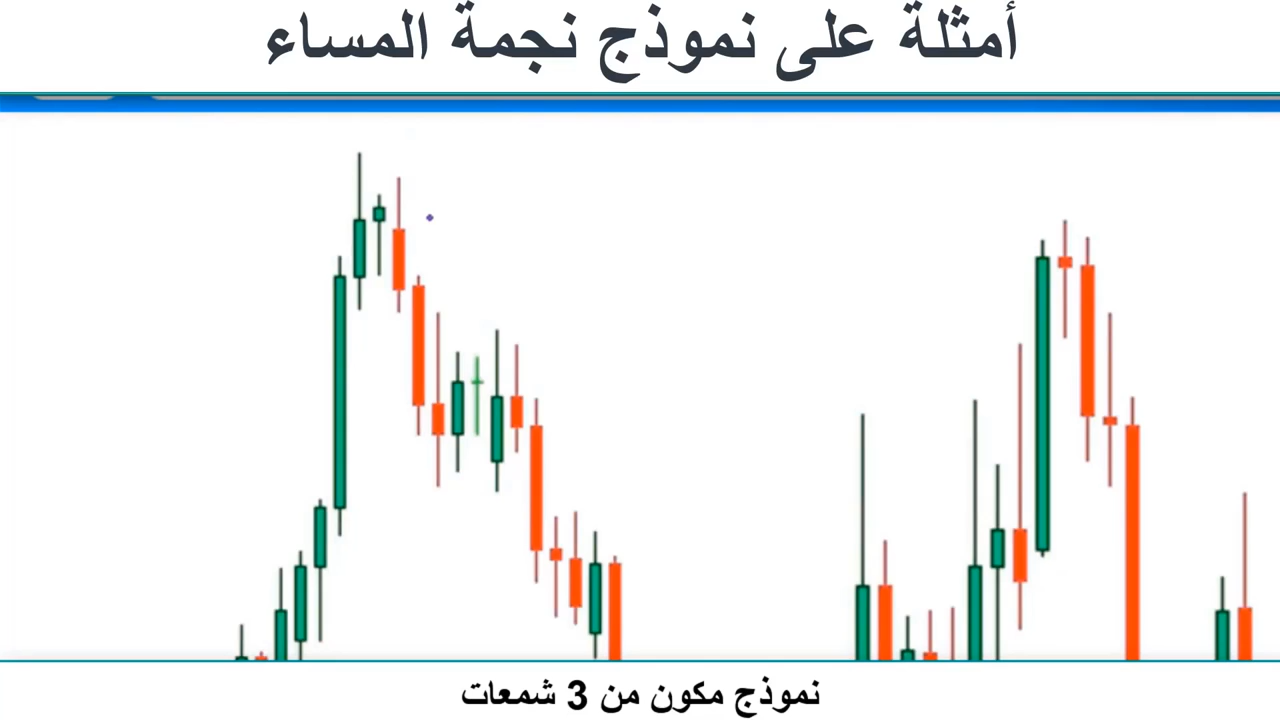 أمثلة على نموذج نجمة المساء
نموذج مكون من 3 شمعات